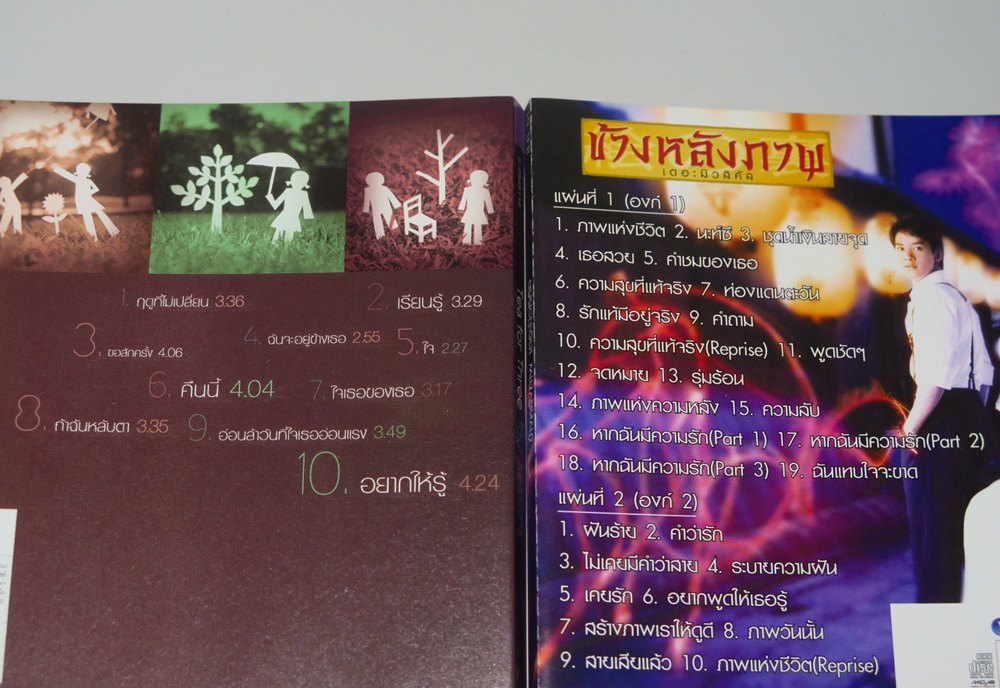 1. ฤดูที่ไม่เปลี่ยน 3.36 2. เรียนรู้ 3.29
3. ขอสักครั้ง 4.06 4. ฉันจะอยู่ข้างเธอ 2.55 5. ใจ 2.27
6. คืนนี้ 4.04 7. ใจเธอของเธอ 3.17
8. ถ้าฉันหลับตา 3.35 9. อ่อนล้าวันที่ใจเธออ่อนแรง 3.49
10. อยากให้รู้ 4.24
ข้างหลังภาพ
เดอะมิวสิคัล
แผ่นที่ 1 (องก์ 1)
1. ภาพแห่งชีวิต 2. นะทีซี 3. ชุดน้ำเงินลายจุด
4. เธอสวย 5. คำชมของเธอ
6. ความสุขที่แท้จริง 7. ท่องแดนตะวัน
8. รักแท้มีอยู่จริง 9. คำถาม
10. ความสุขที่แท้จริง(Reprise) 11. พูดชัดๆ
12. จดหมาย 13. รุ่มร้อน
14. ภาพแห่งความหลัง 15. ความลับ
16. หากฉันมีความรัก(Part 1) 17. หากฉันมีความรัก(Part 2)
18. หากฉันมีความรัก(Part 3) 19. ฉันแทบใจจะขาด
แผ่นที่ 2 (องก์ 2)
1. ฝันร้าย 2. คำว่ารัก
3. ไม่เคยมีคำว่าสาย 4. ระบายความฝัน
5. เคยรัก 6. อยากพูดให้เธอรู้
7. สร้างภาพเราให้ดูดี 8. ภาพวันนั้น
9. สายเสียแล้ว 10. ภาพแห่งชีวิต(Reprise)